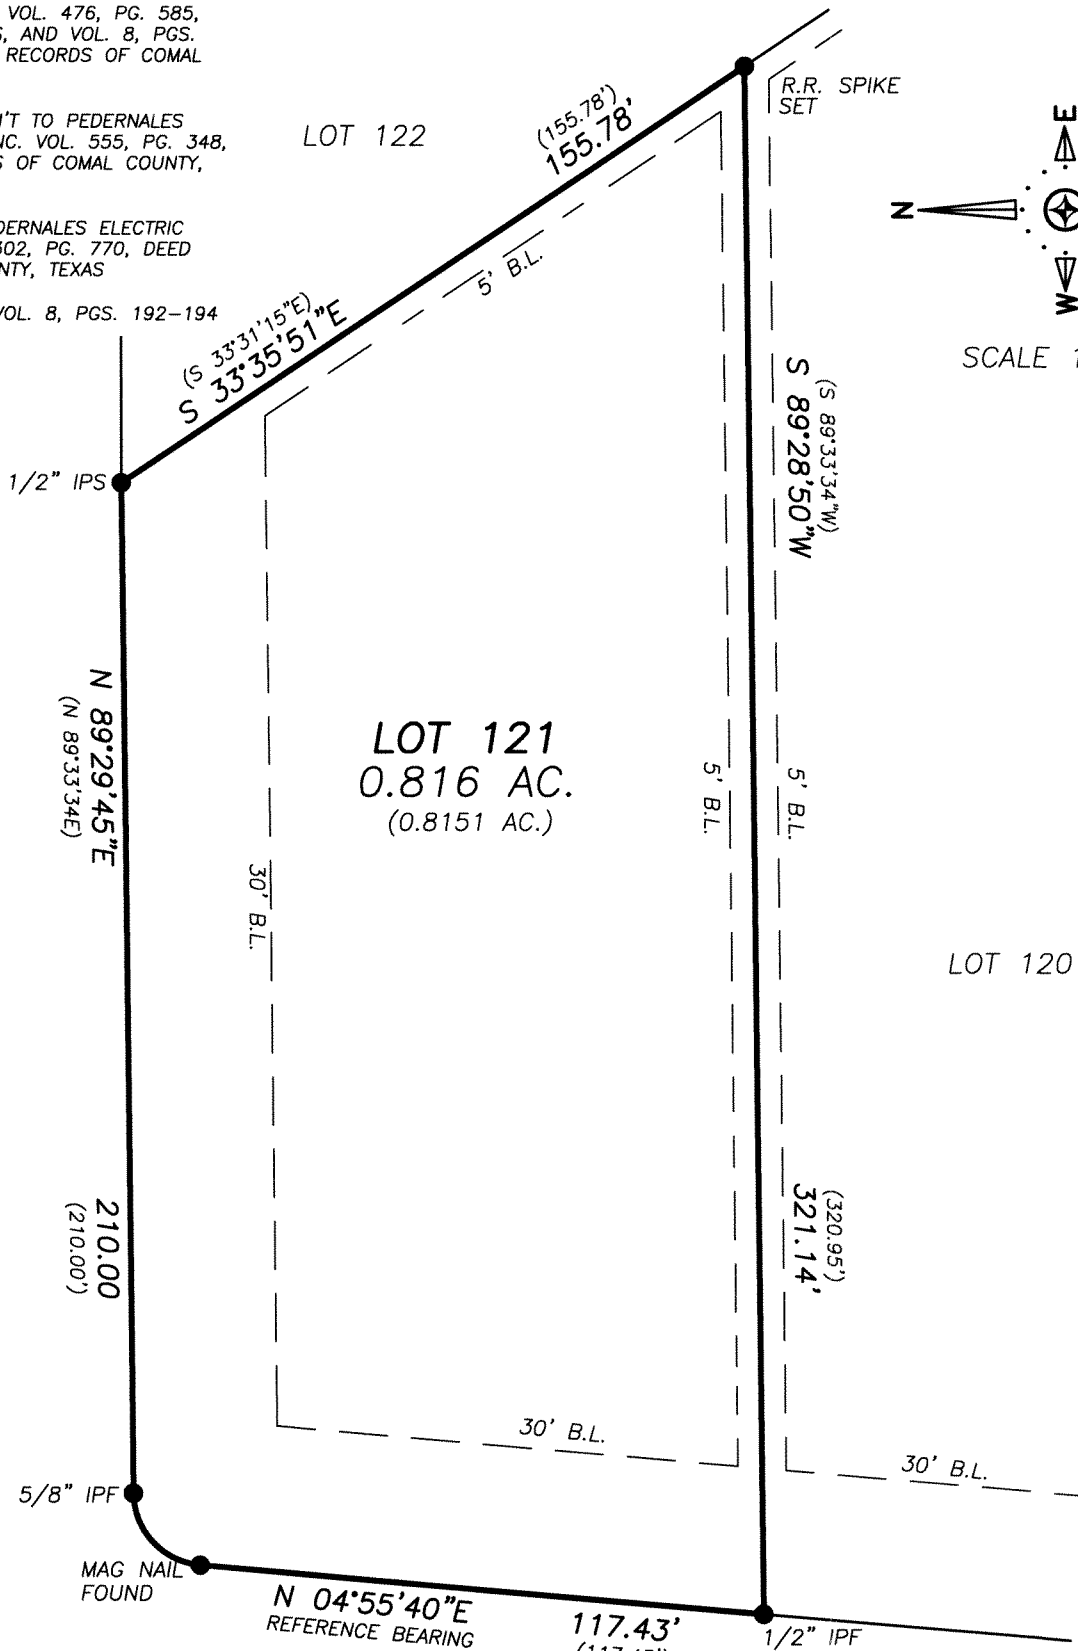 VOL. 476, PG. 585,
AND VOL. 8, PGS.
RECORDS OF COMAL
TO PEDERNALES
VOL. 555, PG. 348,
OF COMAL COUNTY,
ELECTRIC
PG. 770, DEED
TEXAS
VOL. 8, PGS. 192-194
LOT 122
(155.78')
155.78'
R.R. SPIKE
SET
5' B.L.
E
N
W
SCALE
(S 33°31'15"E)
S 33°35'51"E
1/2" IPS
(S 89°33'34"W)
S 89°28'50"W
N 89°29'45"E
(N 89°33'34E)
LOT 121
0.816 AC.
(0.8151 AC.)
5' B.L.
5' B.L.
30' B.L.
LOT 120
210.00
(210.00')
(320.95')
321.14'
30' B.L.
30' B.L.
5/8" IPF
MAG NAIL
FOUND
N 04°55'40"E
REFERENCE BEARING
117.43'
1/2" IPF